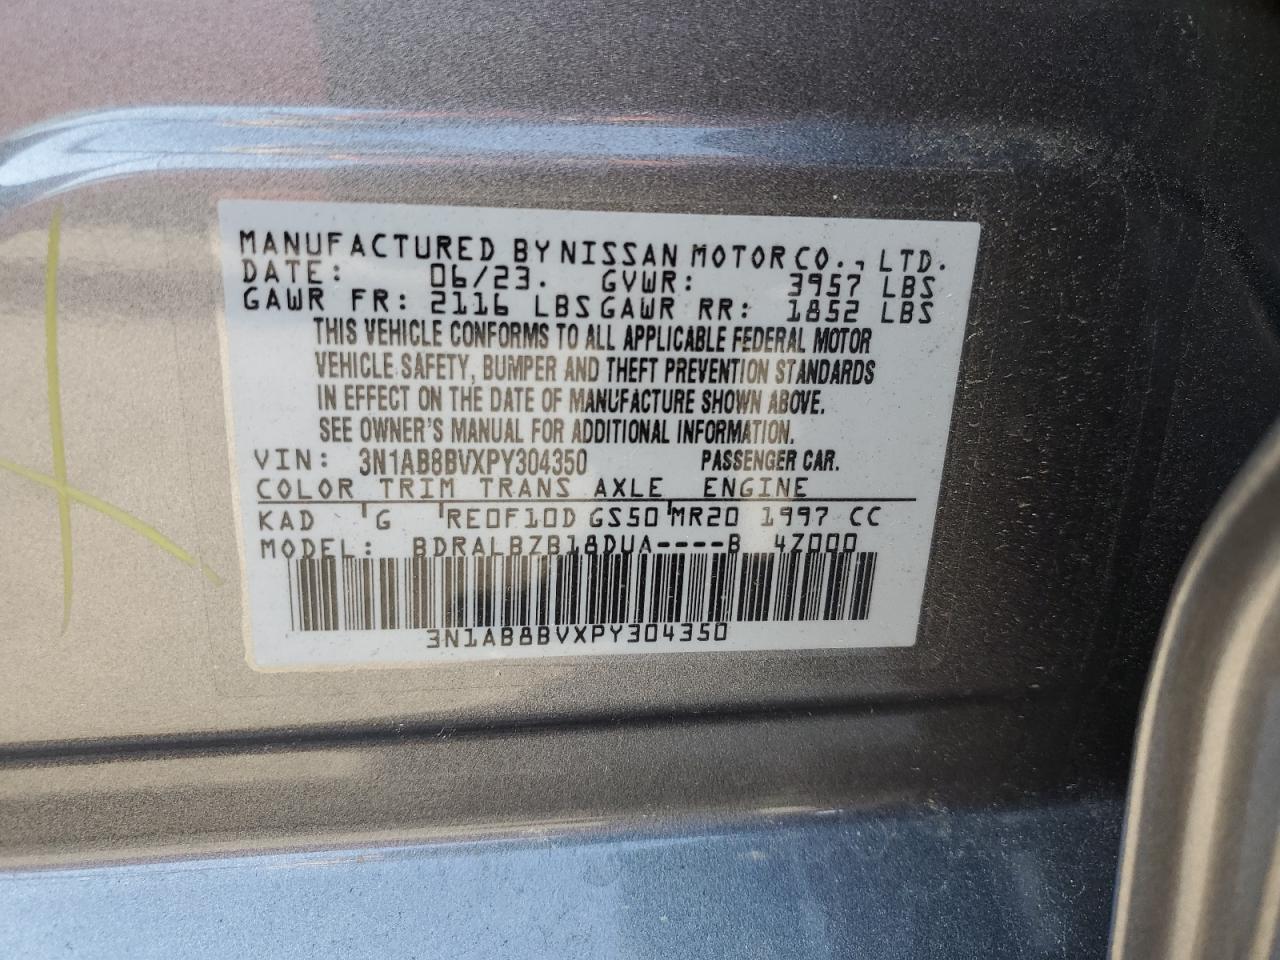 MANUFACTURED BY NISSAN MOTOR CO., LTD.
DATE: 06/23. GVWR: 3957 LBS
GAWR FR: 2116 LBS GAWR RR: 1852 LBS
THIS VEHICLE CONFORMS TO ALL APPLICABLE FEDERAL MOTOR
VEHICLE SAFETY, BUMPER AND THEFT PREVENTION STANDARDS
IN EFFECT ON THE DATE OF MANUFACTURE SHOWN ABOVE.
SEE OWNER'S MANUAL FOR ADDITIONAL INFORMATION.
VIN: 3N1AB8BVXPY304350 PASSENGER CAR.
COLOR TRIM TRANS AXLE ENGINE
KAD G RE0F10D GS50 MR20 1997 CC
MODEL: BDRALBZB18DUA----B 4Z000
3N1AB8BVXPY304350